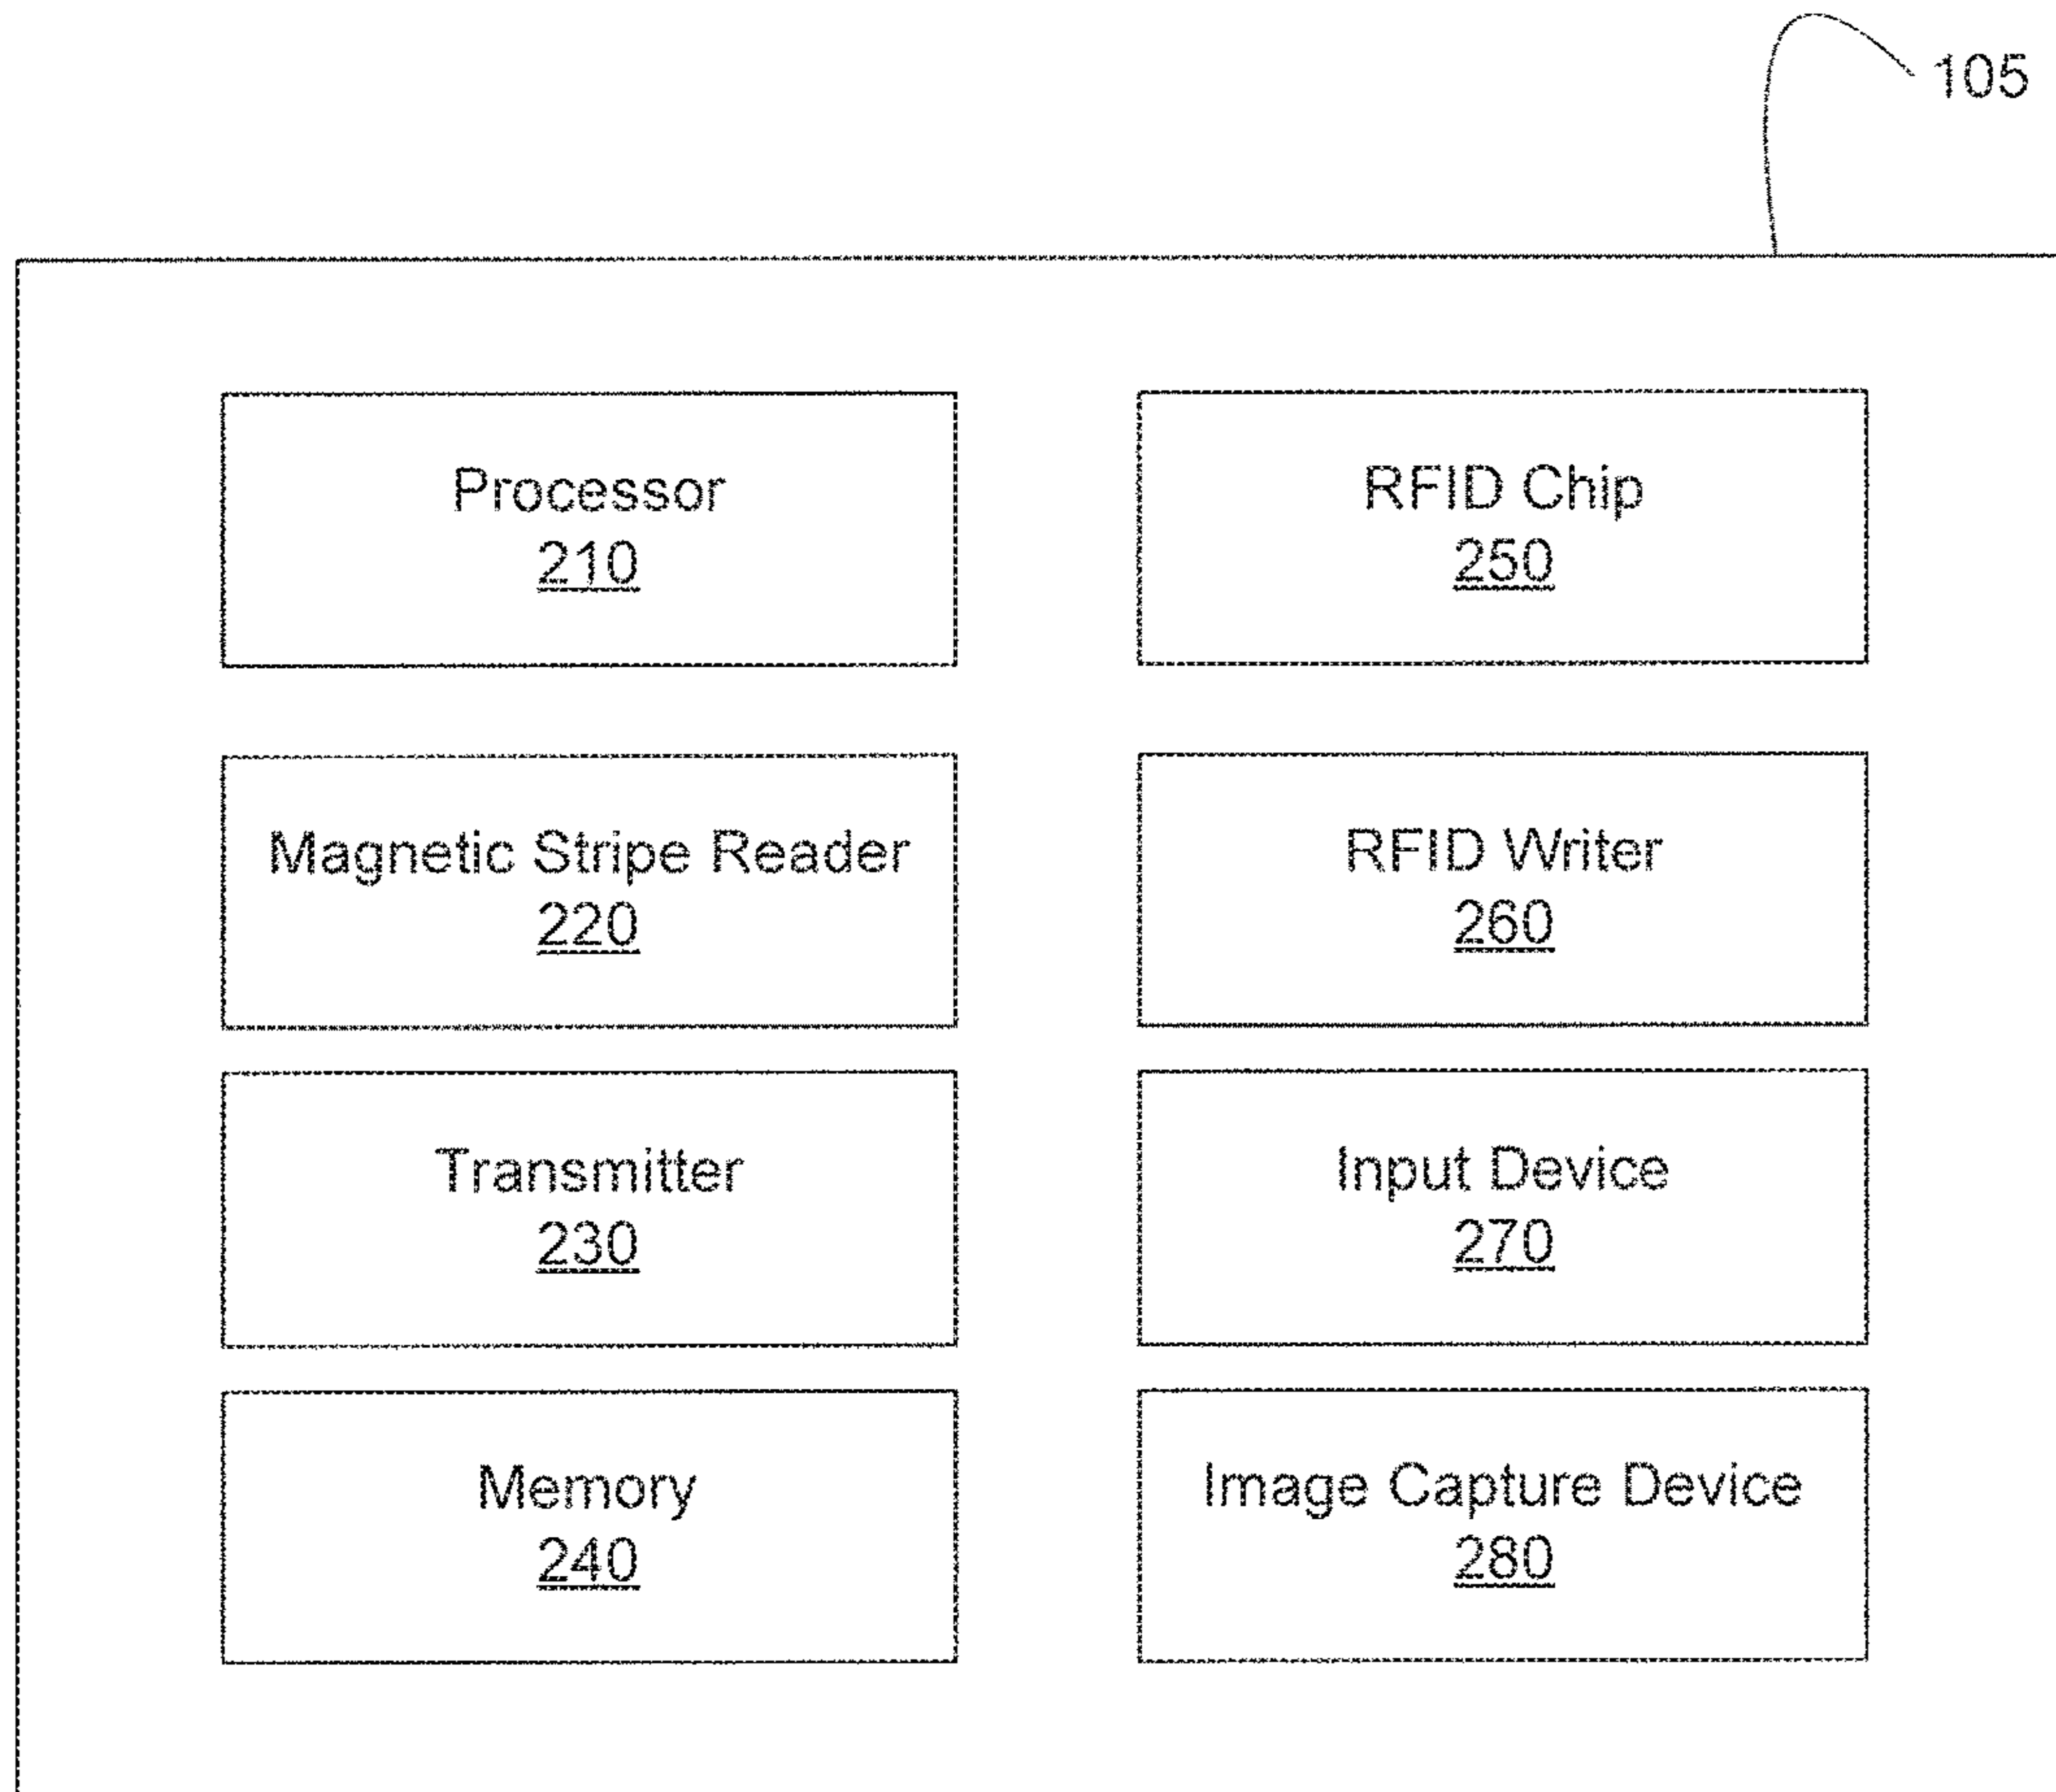 105
Processor
210
RFID Chip
250
Magnetic Stripe Reader
220
RFID Writer
260
Transmitter
230
Input Device
270
Memory
240
Image Capture Device
280